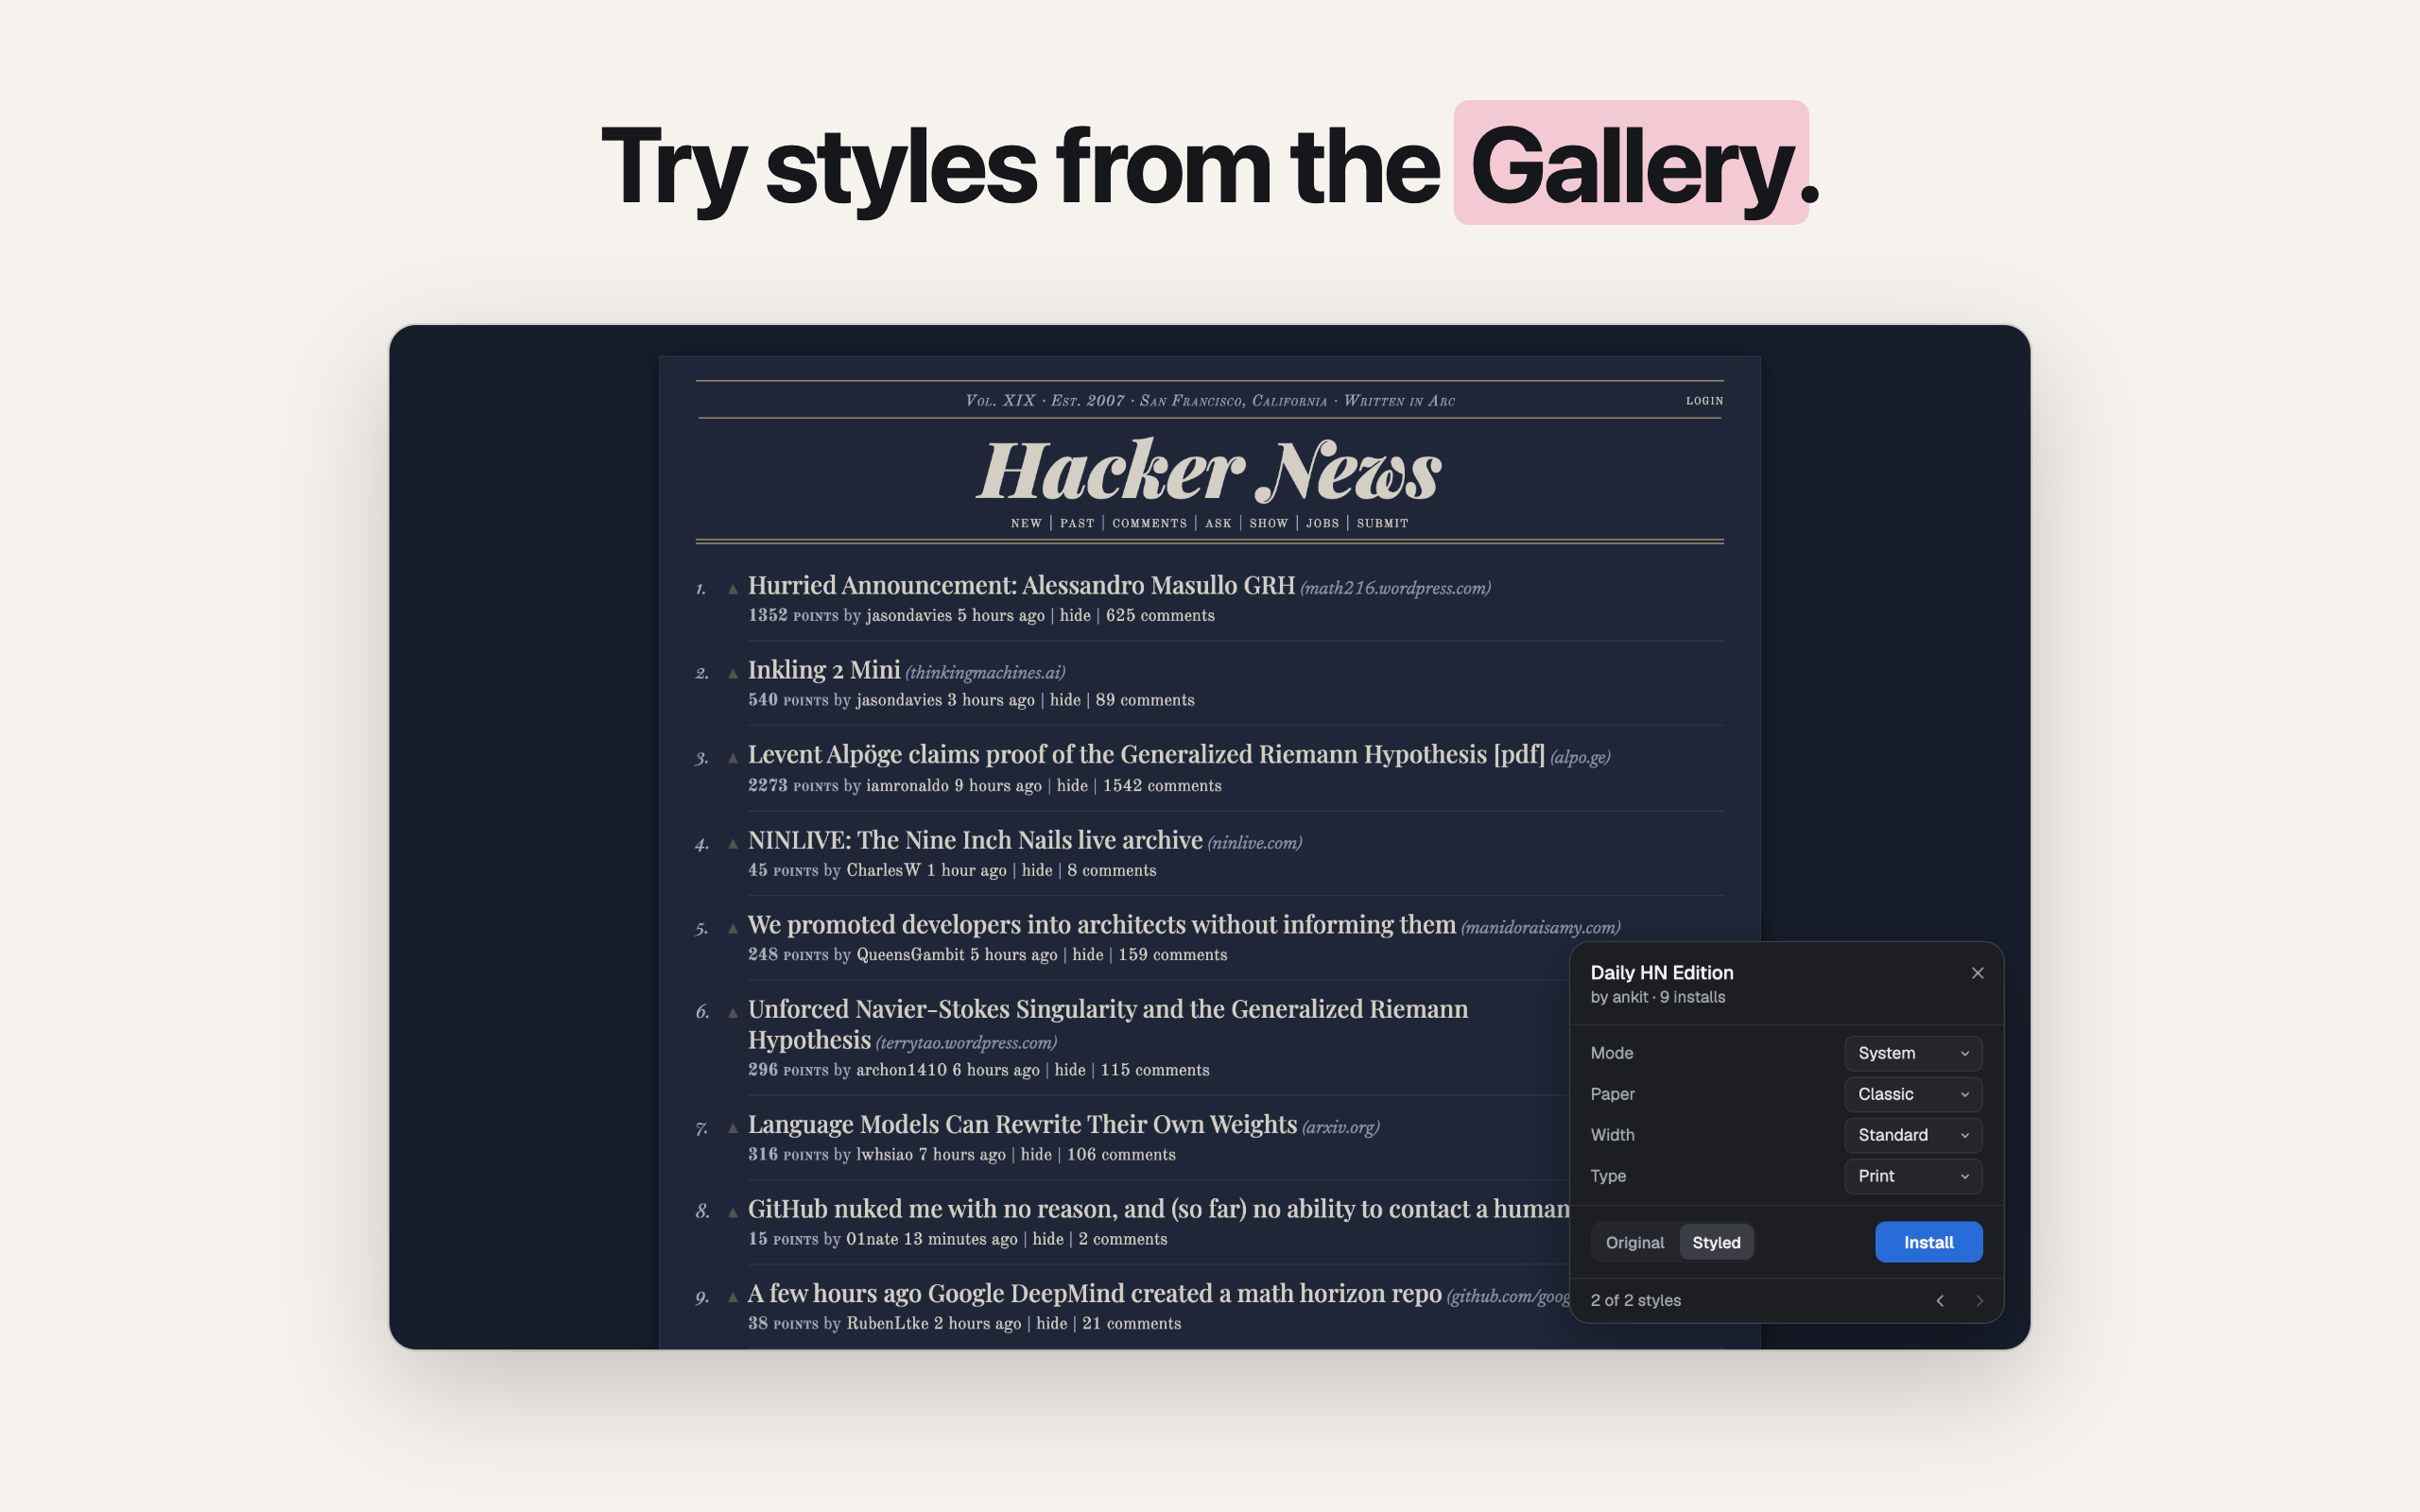 Try styles from the Gallery.
Vol. XIX · Est. 2007 · San Francisco, California · Written in Arc
LOGIN
Hacker News
NEW | PAST | COMMENTS | ASK | SHOW | JOBS | SUBMIT
1. ▲ Hurried Announcement: Alessandro Masullo GRH (math216.wordpress.com)
1352 POINTS by jasondavies 5 hours ago | hide | 625 comments
2. ▲ Inkling 2 Mini (thinkingmachines.ai)
540 POINTS by jasondavies 3 hours ago | hide | 89 comments
3. ▲ Levent Alpöge claims proof of the Generalized Riemann Hypothesis [pdf] (alpo.ge)
2273 POINTS by iamronaldo 9 hours ago | hide | 1542 comments
4. ▲ NINLIVE: The Nine Inch Nails live archive (ninlive.com)
45 POINTS by CharlesW 1 hour ago | hide | 8 comments
5. ▲ We promoted developers into architects without informing them (manidoraisamy.com)
248 POINTS by QueensGambit 5 hours ago | hide | 159 comments
6. ▲ Unforced Navier-Stokes Singularity and the Generalized Riemann
Hypothesis (terrytao.wordpress.com)
296 POINTS by archon1410 6 hours ago | hide | 115 comments
7. ▲ Language Models Can Rewrite Their Own Weights (arxiv.org)
316 POINTS by lwhsiao 7 hours ago | hide | 106 comments
8. ▲ GitHub nuked me with no reason, and (so far) no ability to contact a human
15 POINTS by 01nate 13 minutes ago | hide | 2 comments
9. ▲ A few hours ago Google DeepMind created a math horizon repo (github.com/goog
38 POINTS by RubenLtke 2 hours ago | hide | 21 comments
Daily HN Edition
by ankit · 9 installs
Mode System
Paper Classic
Width Standard
Type Print
Original Styled Install
2 of 2 styles